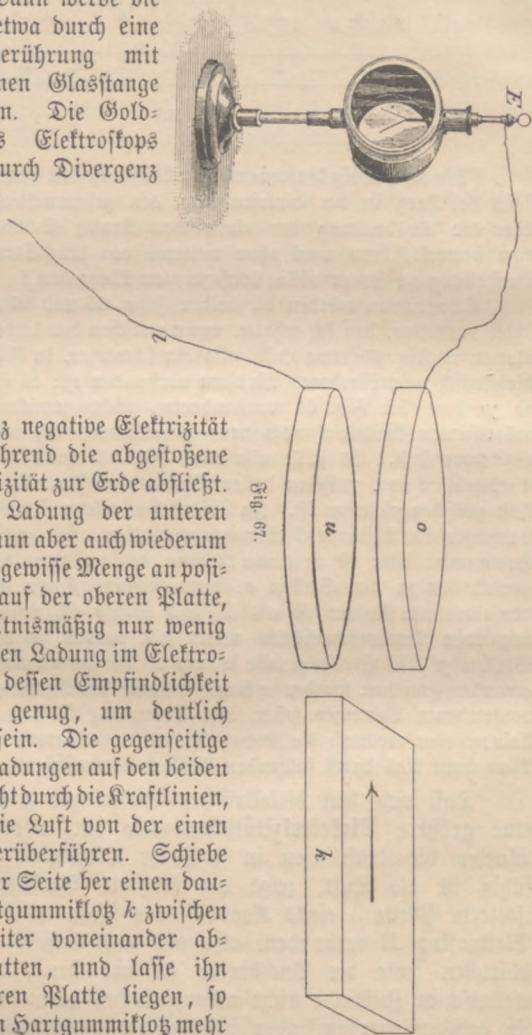 Dann werde die
etwa durch eine
erührung mit
nen Glasſtange
n. Die Gold⸗
s Elektroſkops
urch Divergenz
z negative Elektrizität
hrend die abgeſtoßene
izität zur Erde abfließt.
Ladung der unteren
nun aber auch wiederum
gewiſſe Menge an poſi⸗
auf der oberen Platte,
ltnismäßig nur wenig
en Ladung im Elektro⸗
deſſen Empfindlichkeit
genug, um deutlich
ſein. Die gegenſeitige
adungen auf den beiden
ht durch die Kraftlinien,
ie Luft von der einen
erüberführen. Schiebe
r Seite her einen dau⸗
rtgummiklotz k zwiſchen
iter voneinander ab⸗
tten, und laſſe ihn
ren Platte liegen, ſo
n Hartgummiklotz mehr
E
l
o
u
k
Fig. 67.